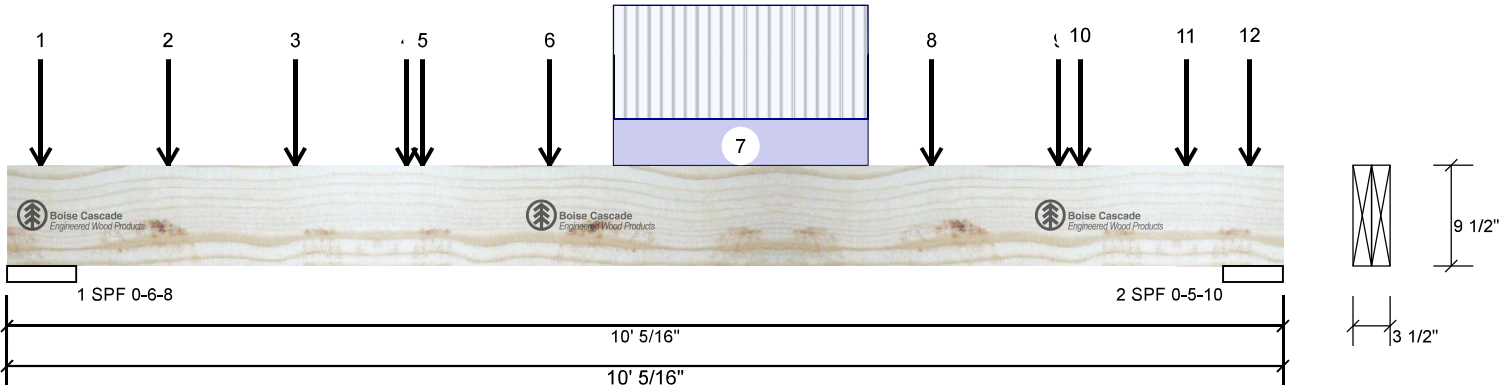 1 2 3 5 6 8 10 11 12
7
Boise Cascade
Engineered Wood Products
Boise Cascade
Engineered Wood Products
Boise Cascade
Engineered Wood Products
9 1/2"
1 SPF 0-6-8
2 SPF 0-5-10
10' 5/16"
3 1/2"
10' 5/16"